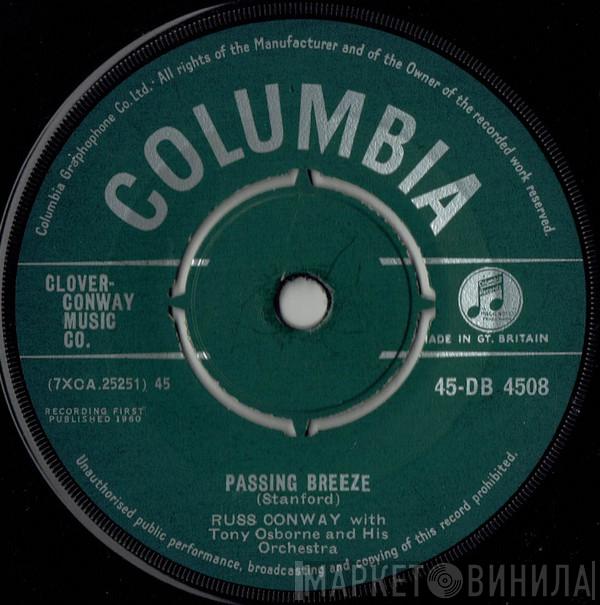 Columbia Graphophone Co. Ltd. · All rights of the Manufacturer and of the Owner of the recorded work reserved.
COLUMBIA
CLOVER-
CONWAY
MUSIC
CO.
MADE IN GT. BRITAIN
(7XCA.25251) 45
45-DB 4508
RECORDING FIRST
PUBLISHED 1960
PASSING BREEZE
(Stanford)
RUSS CONWAY with
Tony Osborne and His
Orchestra
Unauthorised public performance, broadcasting and copying of this record prohibited.
МАРКЕТ ВИНИЛА